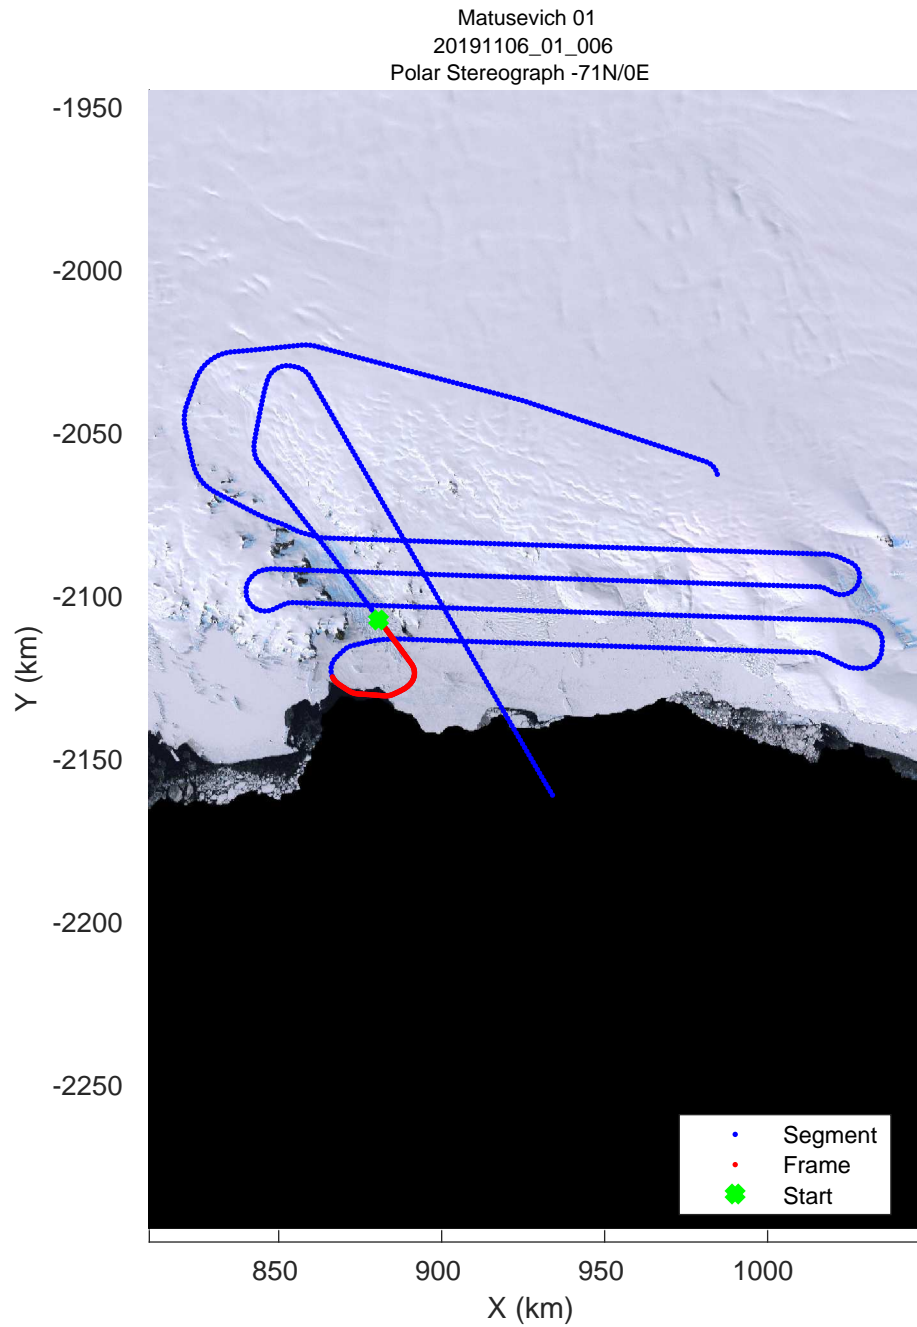 Matusevich 01
20191106_01_006
Polar Stereograph -71N/0E
-1950
-2000
-2050
-2100
-2150
-2200
-2250
Y (km)
850
900
950
1000
X (km)
Segment
Frame
Start